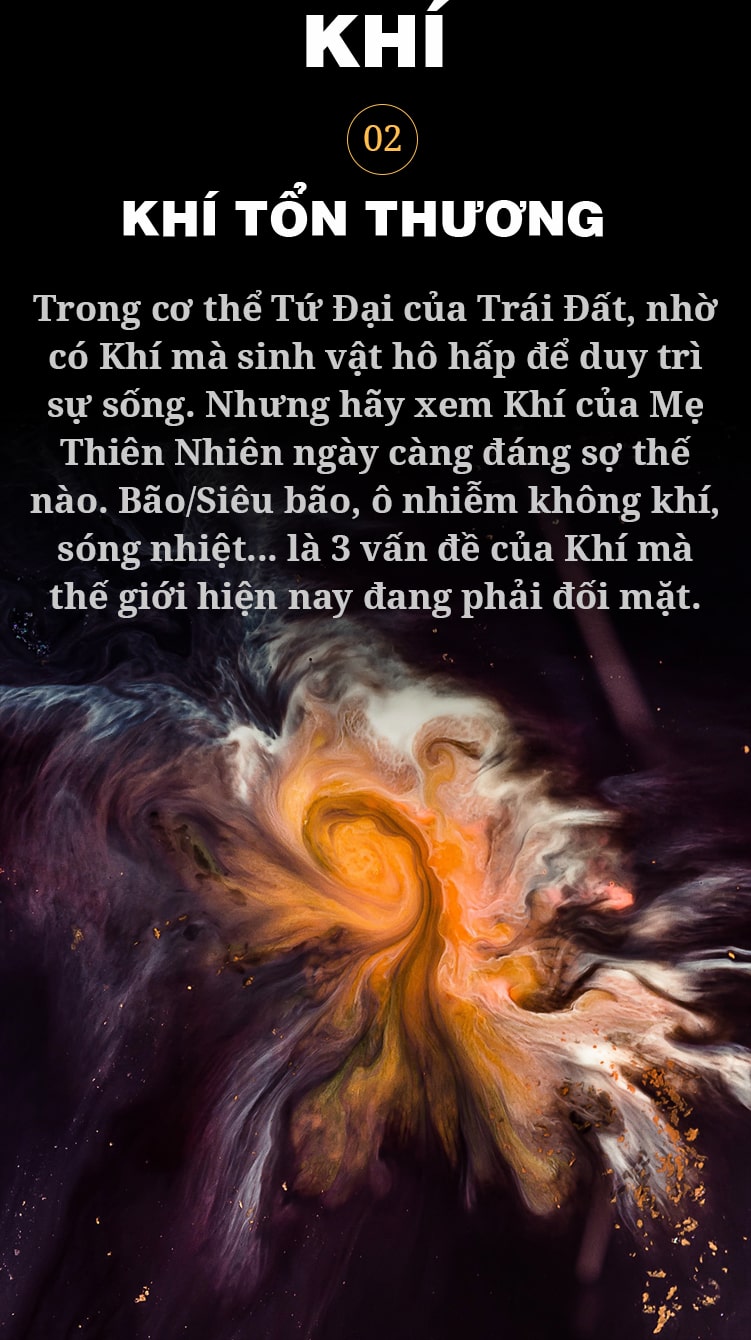 KHÍ
02
KHÍ TỔN THƯƠNG
Trong cơ thể Tứ Đại của Trái Đất, nhờ
có Khí mà sinh vật hô hấp để duy trì
sự sống. Nhưng hãy xem Khí của Mẹ
Thiên Nhiên ngày càng đáng sợ thế
nào. Bão/Siêu bão, ô nhiễm không khí,
sóng nhiệt... là 3 vấn đề của Khí mà
thế giới hiện nay đang phải đối mặt.